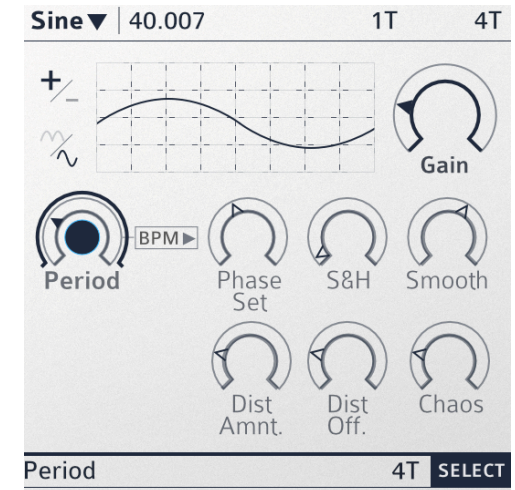 Sine▼ 40.007 1T 4T
+/-
Gain
BPM▶
Period
Phase Set
S&H
Smooth
Dist Amnt.
Dist Off.
Chaos
Period 4T SELECT